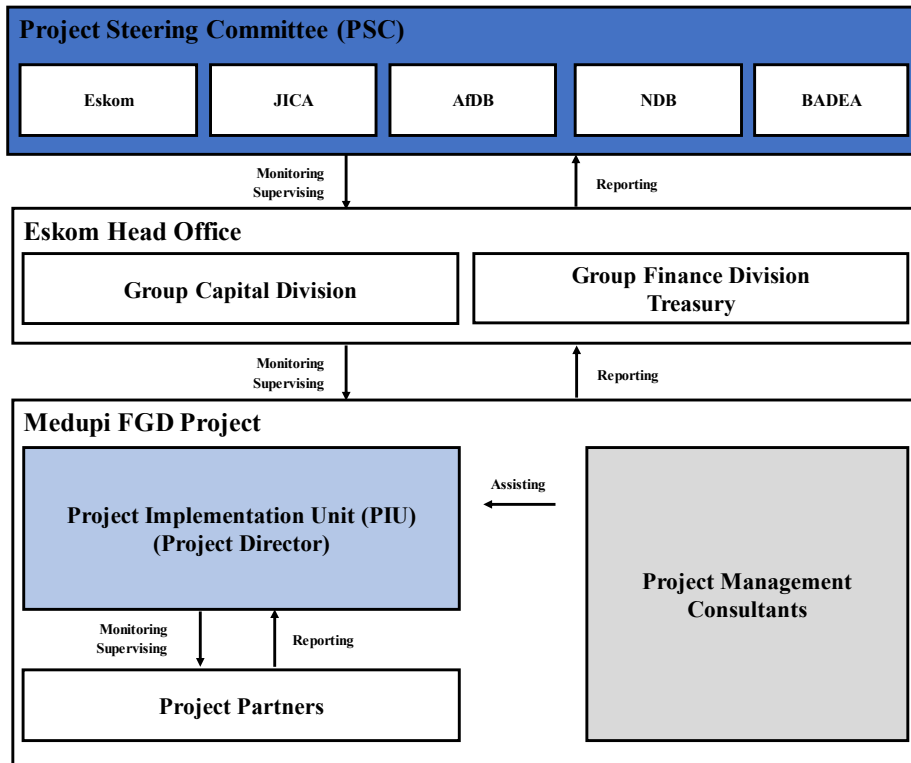 Project Steering Committee (PSC)
Eskom
JICA
AfDB
NDB
BADEA
Monitoring
Supervising
Reporting
Eskom Head Office
Group Capital Division
Group Finance Division
Treasury
Monitoring
Supervising
Reporting
Medupi FGD Project
Project Implementation Unit (PIU)
(Project Director)
Assisting
Project Management
Consultants
Monitoring
Supervising
Reporting
Project Partners